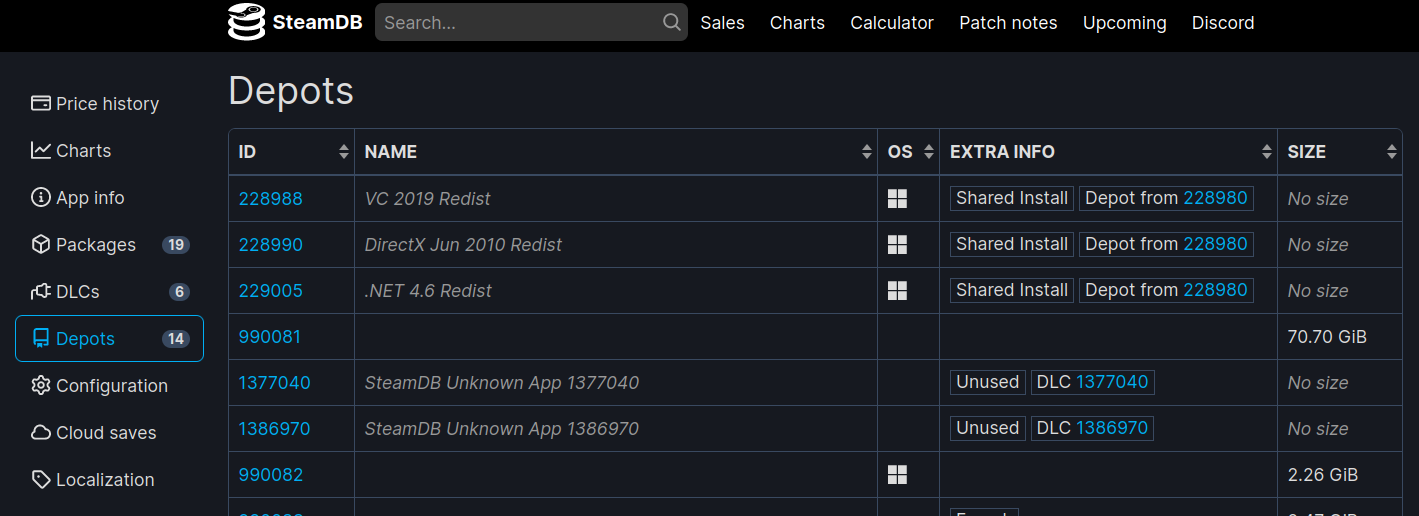 SteamDB Search... Sales Charts Calculator Patch notes Upcoming Discord
Price history
Charts
App info
Packages 19
DLCs 6
Depots 14
Configuration
Cloud saves
Localization
Depots
ID NAME OS EXTRA INFO SIZE
228988 VC 2019 Redist Shared Install Depot from 228980 No size
228990 DirectX Jun 2010 Redist Shared Install Depot from 228980 No size
229005 .NET 4.6 Redist Shared Install Depot from 228980 No size
990081 70.70 GiB
1377040 SteamDB Unknown App 1377040 Unused DLC 1377040 No size
1386970 SteamDB Unknown App 1386970 Unused DLC 1386970 No size
990082 2.26 GiB